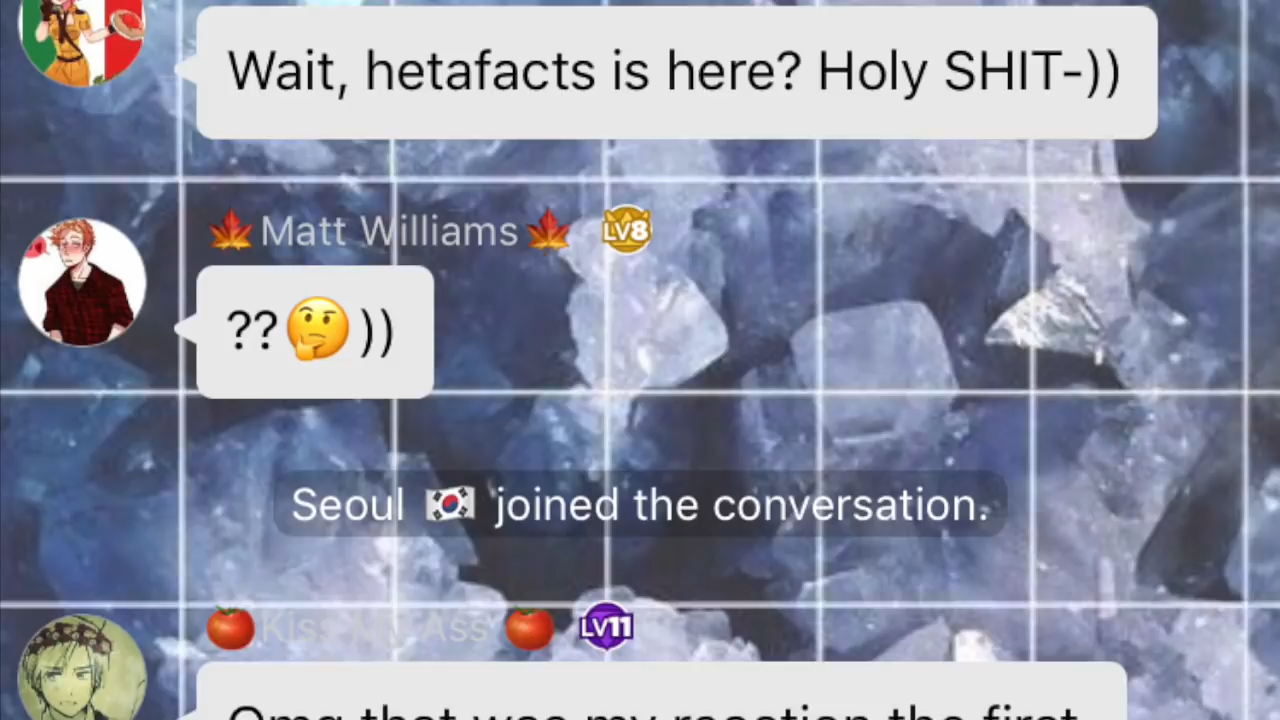 Wait, hetafacts is here? Holy SHIT-))
🍁Matt Williams🍁 LV8
??🤔))
Seoul 🇰🇷 joined the conversation.
🍅Kiss My Ass🍅 LV11
Omg that was my reaction the first